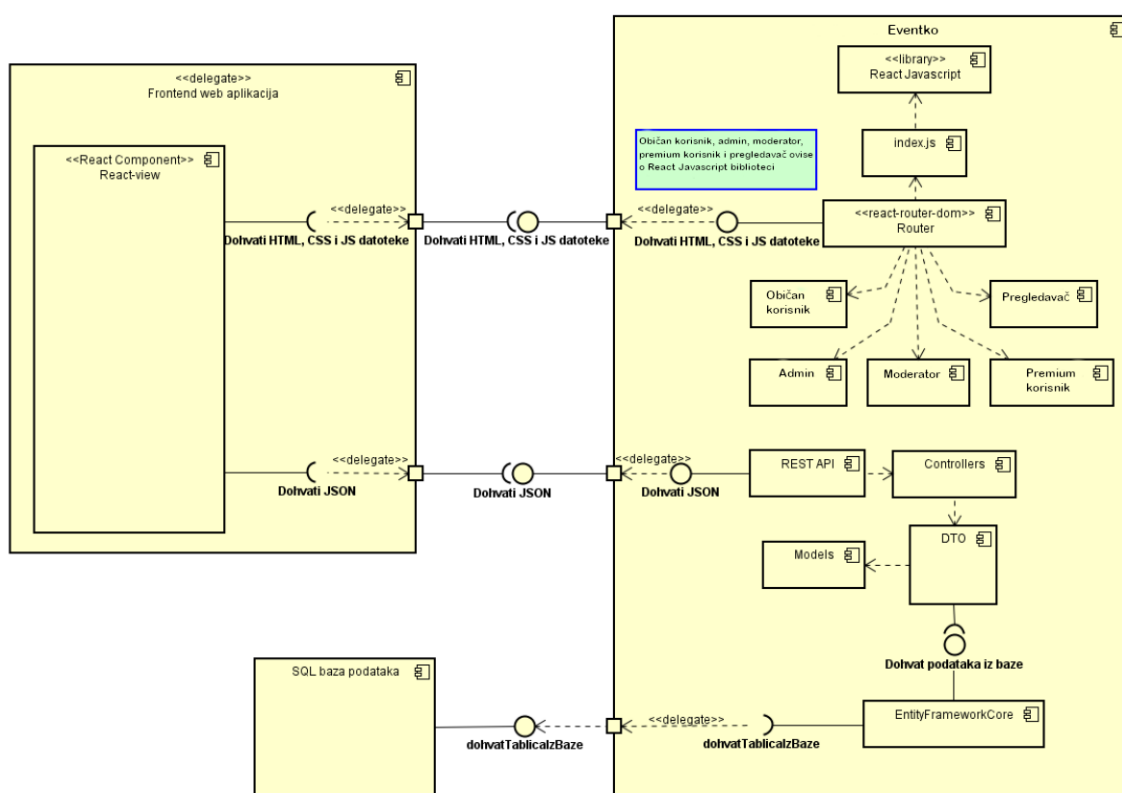 <<delegate>>
Frontend web aplikacija
<<React Component>>
React-view
<<delegate>>
Dohvati HTML, CSS i JS datoteke
Dohvati HTML, CSS i JS datoteke
<<delegate>>
Dohvati JSON
Dohvati JSON
SQL baza podataka
dohvatTablicaIzBaze
Eventko
<<library>>
React Javascript
index.js
Običan korisnik, admin, moderator,
premium korisnik i pregledavač ovise
o React Javascript biblioteci
<<react-router-dom>>
Router
<<delegate>>
Dohvati HTML, CSS i JS datoteke
Običan
korisnik
Pregledavač
Admin
Moderator
Premium
korisnik
<<delegate>>
Dohvati JSON
REST API
Controllers
DTO
Models
Dohvat podataka iz baze
EntityFrameworkCore
<<delegate>>
dohvatTablicaIzBaze